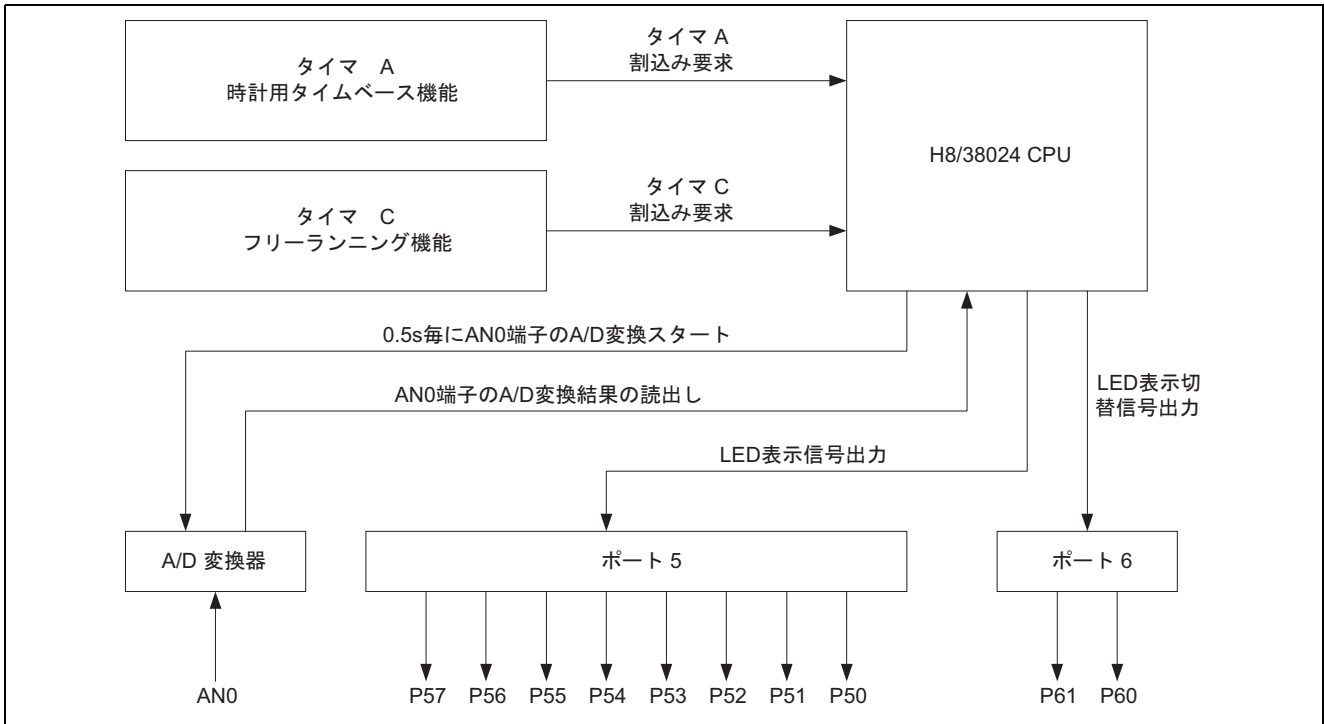 タイマ　A
時計用タイムベース機能
タイマ A
割込み要求
H8/38024 CPU
タイマ　C
フリーランニング機能
タイマ C
割込み要求
0.5s毎にAN0端子のA/D変換スタート
AN0端子のA/D変換結果の読出し
LED表示切
替信号出力
LED表示信号出力
A/D 変換器
ポート 5
ポート 6
AN0
P57 P56 P55 P54 P53 P52 P51 P50
P61 P60